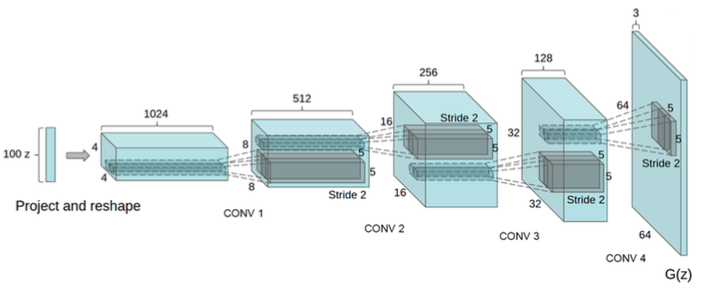 100 z
Project and reshape
1024
4
4
CONV 1
512
8
8
5
5
Stride 2
CONV 2
256
16
16
Stride 2
5
5
CONV 3
128
32
32
5
5
Stride 2
CONV 4
3
64
64
5
5
Stride 2
G(z)